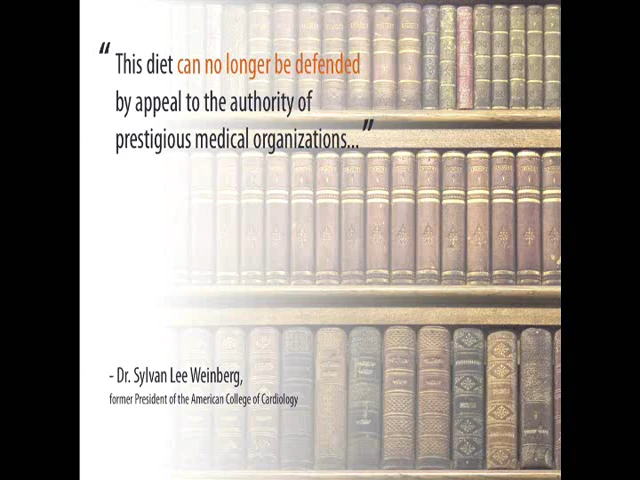 “ This diet can no longer be defended
by appeal to the authority of
prestigious medical organizations...”
- Dr. Sylvan Lee Weinberg,
former President of the American College of Cardiology